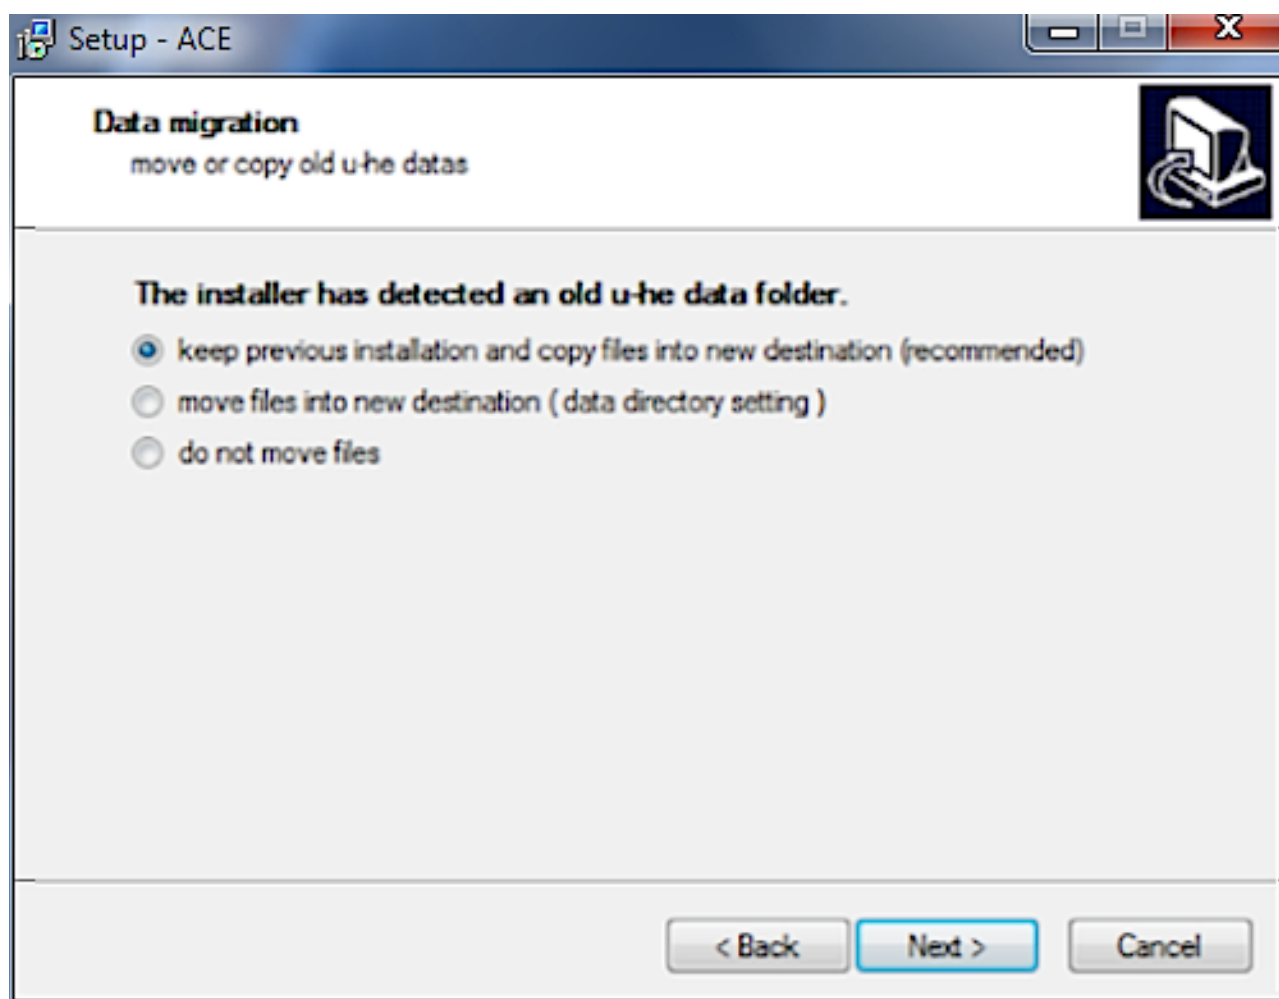 Setup - ACE
Data migration
move or copy old u-he datas
The installer has detected an old u-he data folder.
keep previous installation and copy files into new destination (recommended)
move files into new destination ( data directory setting )
do not move files
< Back
Next >
Cancel